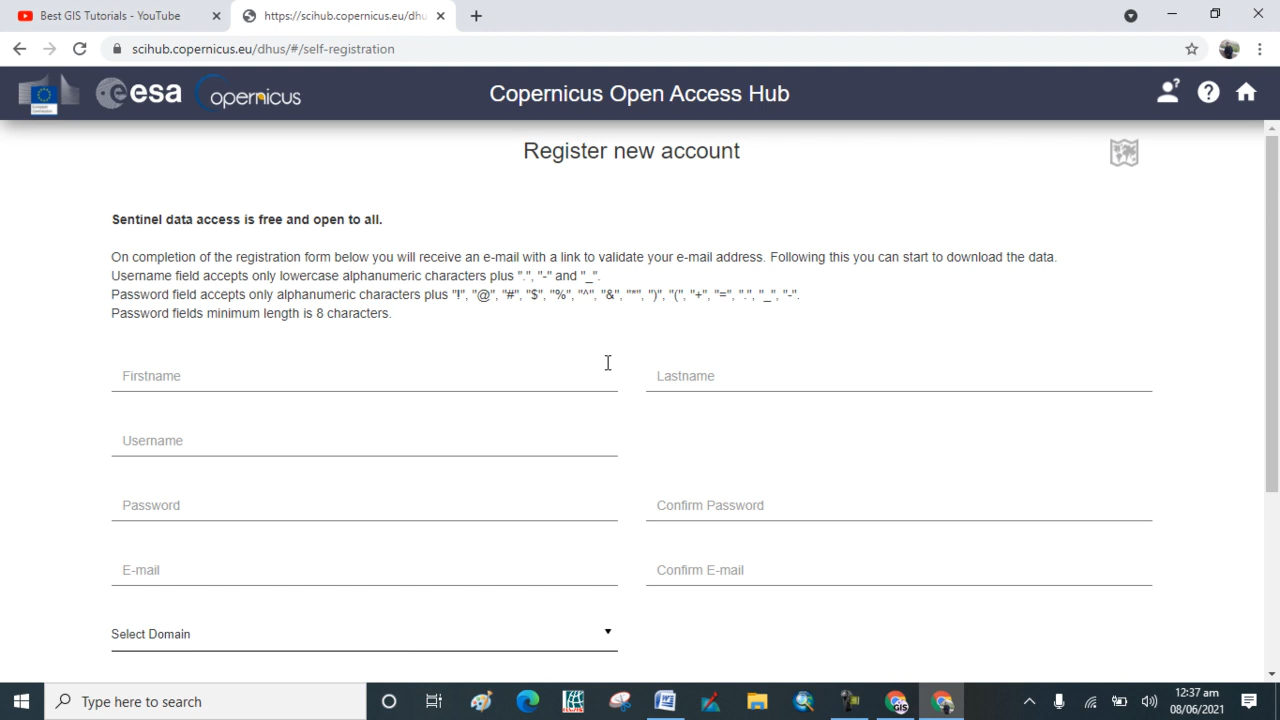 Best GIS Tutorials - YouTube
https://scihub.copernicus.eu/dhu
scihub.copernicus.eu/dhus/#/self-registration
European Commission
esa
opernicus
Copernicus Open Access Hub
Register new account
Sentinel data access is free and open to all.
On completion of the registration form below you will receive an e-mail with a link to validate your e-mail address. Following this you can start to download the data.
Username field accepts only lowercase alphanumeric characters plus ".", "-" and "_".
Password field accepts only alphanumeric characters plus "!", "@", "#", "$", "%", "^", "&", "*", ")", "(", "+", "=", ".", "_", "-".
Password fields minimum length is 8 characters.
Firstname
Lastname
Username
Password
Confirm Password
E-mail
Confirm E-mail
Select Domain
Type here to search
GIS
12:37 am
08/06/2021